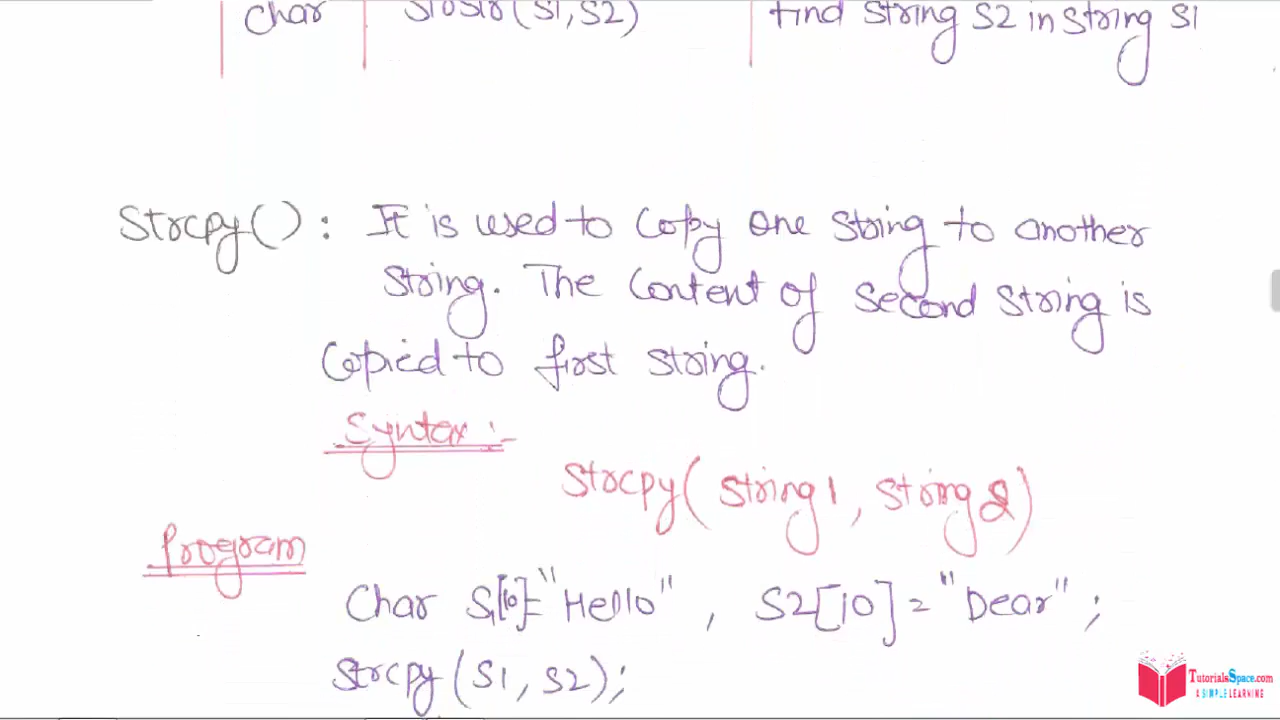 char strstr(S1,S2) find string S2 in string S1
Strcpy() : It is used to copy one string to another
string. The content of second string is
copied to first string.
Syntax :-
Strcpy( string1, string2)
Program
Char S1[10]="Hello" , S2[10] = "Dear" ;
Strcpy(S1, S2);
TutorialsSpace.com
A SIMPLE LEARNING